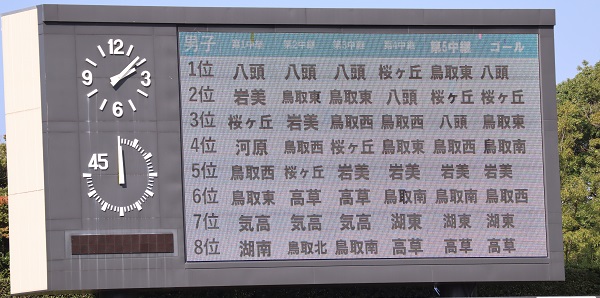 男子 第1中継 第2中継 第3中継 第4中継 第5中継 ゴール
1位 八頭 八頭 八頭 桜ヶ丘 鳥取東 八頭
2位 岩美 鳥取東 鳥取東 八頭 桜ヶ丘 桜ヶ丘
3位 桜ヶ丘 岩美 鳥取西 鳥取西 八頭 鳥取東
4位 河原 鳥取西 桜ヶ丘 鳥取東 鳥取西 鳥取南
5位 鳥取西 桜ヶ丘 岩美 岩美 岩美 岩美
6位 鳥取東 高草 高草 鳥取南 鳥取南 鳥取西
7位 気高 気高 気高 湖東 湖東 湖東
8位 湖南 鳥取北 鳥取南 高草 高草 高草
12
9 3
6
45